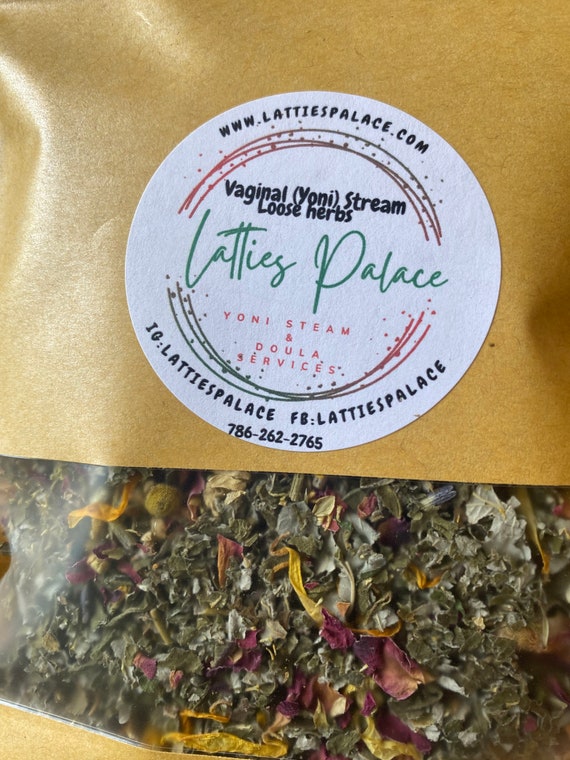 WWW.LATTIESPALACE.COM
Vaginal (Yoni) Stream
Loose herbs
Latties Palace
YONI STEAM
&
DOULA
SERVICES
IG:LATTIESPALACE FB:LATTIESPALACE
786-262-2765